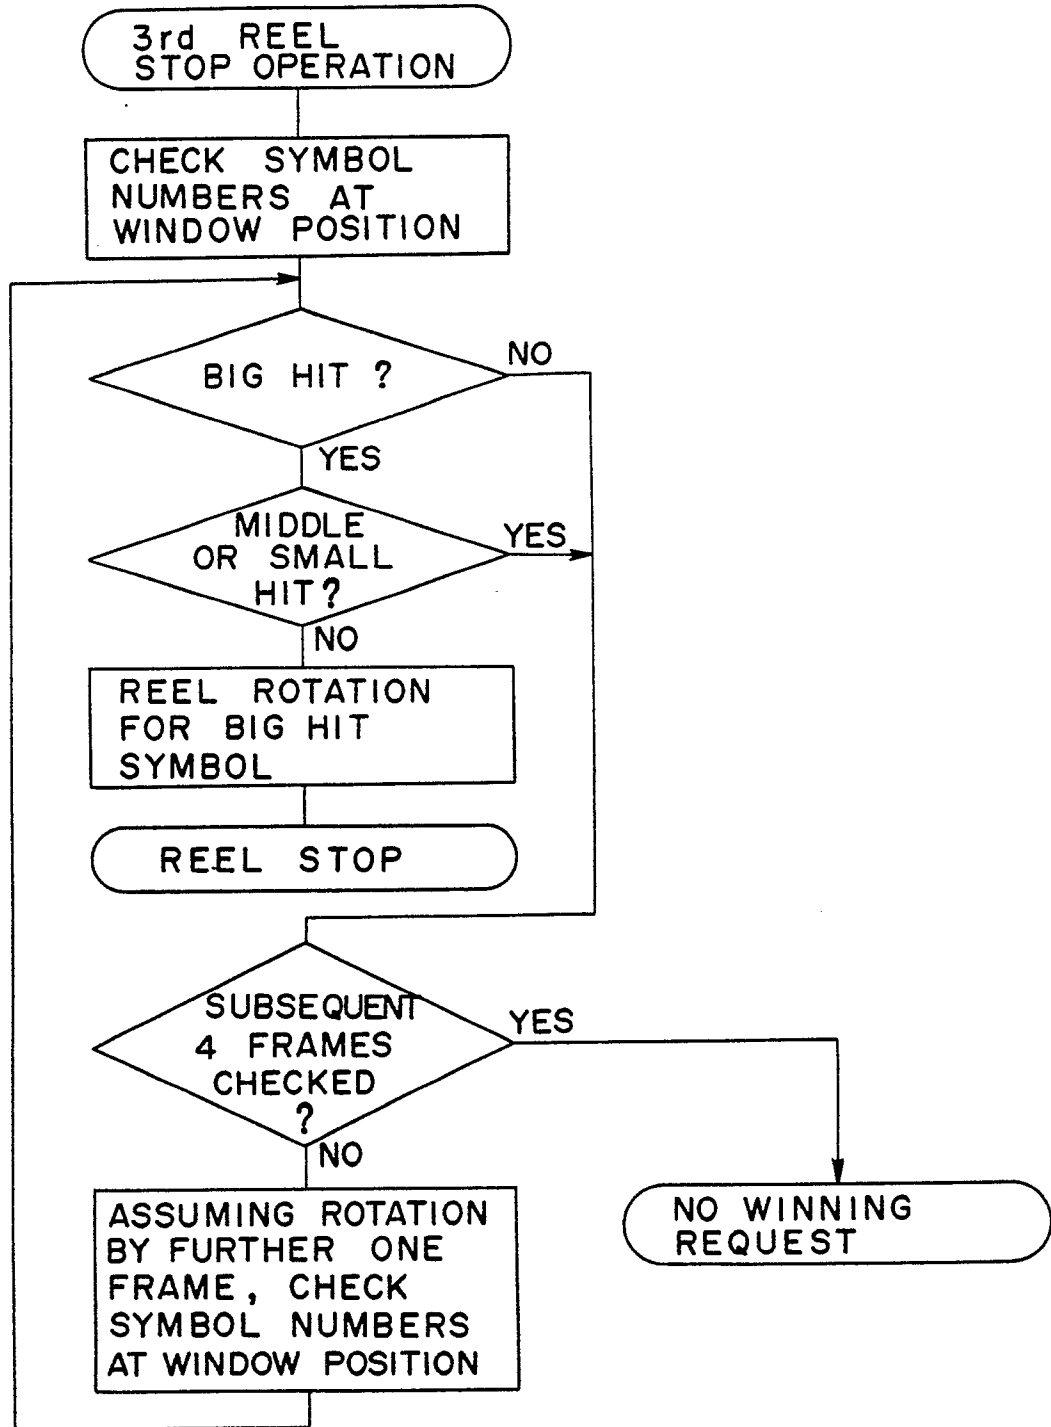 3rd REEL
STOP OPERATION
CHECK SYMBOL
NUMBERS AT
WINDOW POSITION
BIG HIT ?
NO
YES
MIDDLE
OR SMALL
HIT?
YES
NO
REEL ROTATION
FOR BIG HIT
SYMBOL
REEL STOP
SUBSEQUENT
4 FRAMES
CHECKED
?
YES
NO
ASSUMING ROTATION
BY FURTHER ONE
FRAME, CHECK
SYMBOL NUMBERS
AT WINDOW POSITION
NO WINNING
REQUEST